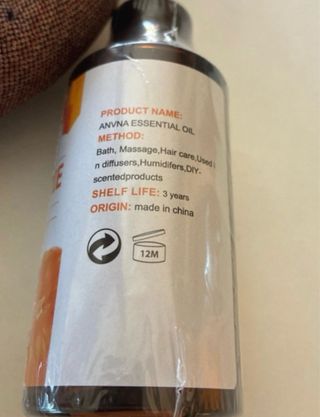 PRODUCT NAME:
ANVNA ESSENTIAL OIL
METHOD:
Bath, Massage,Hair care,Used i
n diffusers,Humidifers,DIY-
scentedproducts
SHELF LIFE: 3 years
ORIGIN: made in china
12M